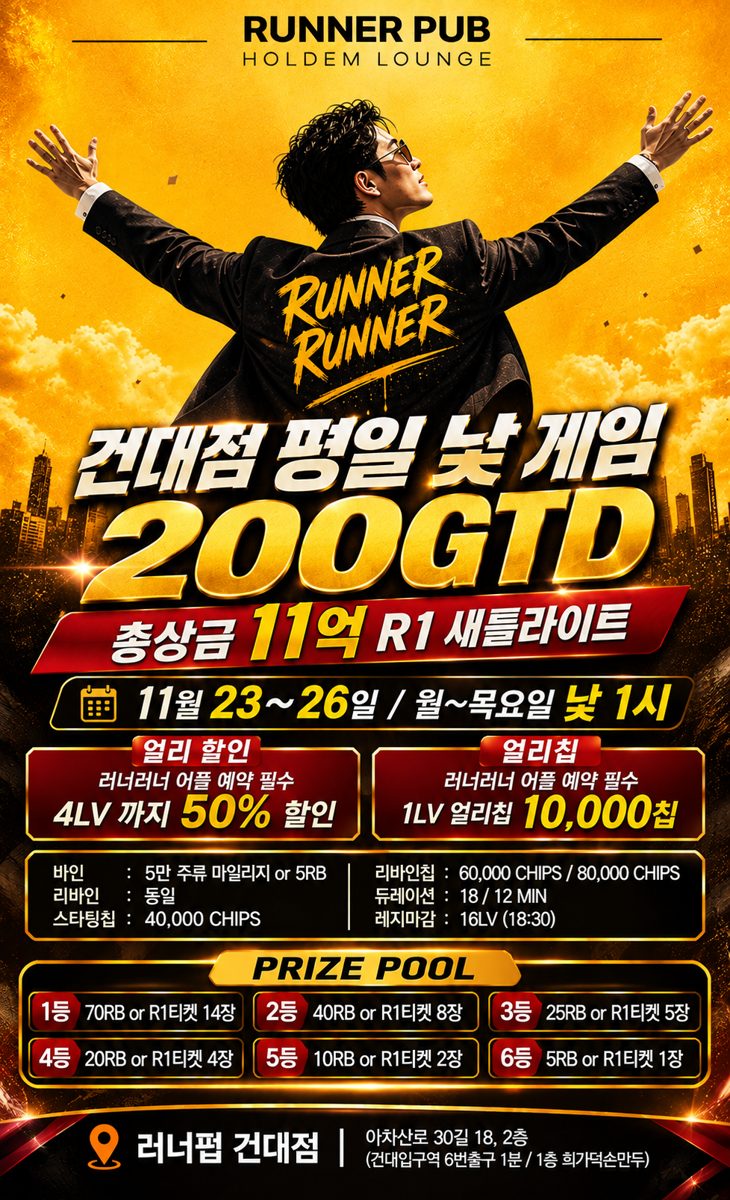 RUNNER PUB
HOLDEM LOUNGE
RUNNER
RUNNER
건대점 평일 낮 게임
200GTD
총상금 11억 R1 새틀라이트
11월 23~26일 / 월~목요일 낮 1시
얼리 할인
러너러너 어플 예약 필수
4LV 까지 50% 할인
얼리칩
러너러너 어플 예약 필수
1LV 얼리칩 10,000칩
바인 : 5만 주류 마일리지 or 5RB
리바인 : 동일
스타팅칩 : 40,000 CHIPS
리바인칩 : 60,000 CHIPS / 80,000 CHIPS
듀레이션 : 18 / 12 MIN
레지마감 : 16LV (18:30)
PRIZE POOL
1등 70RB or R1티켓 14장
2등 40RB or R1티켓 8장
3등 25RB or R1티켓 5장
4등 20RB or R1티켓 4장
5등 10RB or R1티켓 2장
6등 5RB or R1티켓 1장
러너펍 건대점
아차산로 30길 18, 2층
(건대입구역 6번출구 1분 / 1층 희가덕손만두)